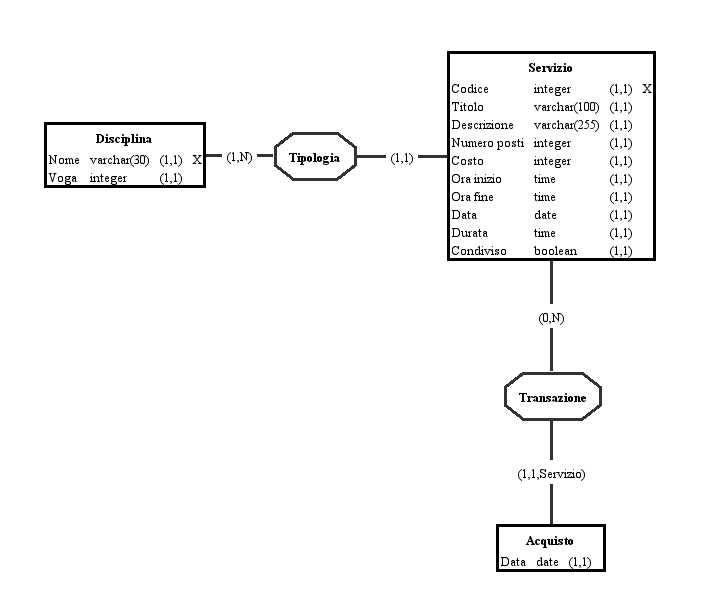 Servizio
Codice integer (1,1) X
Titolo varchar(100) (1,1)
Descrizione varchar(255) (1,1)
Numero posti integer (1,1)
Costo integer (1,1)
Ora inizio time (1,1)
Ora fine time (1,1)
Data date (1,1)
Durata time (1,1)
Condiviso boolean (1,1)
Disciplina
Nome varchar(30) (1,1) X
Voga integer (1,1)
(1,N)
Tipologia
(1,1)
(0,N)
Transazione
(1,1,Servizio)
Acquisto
Data date (1,1)